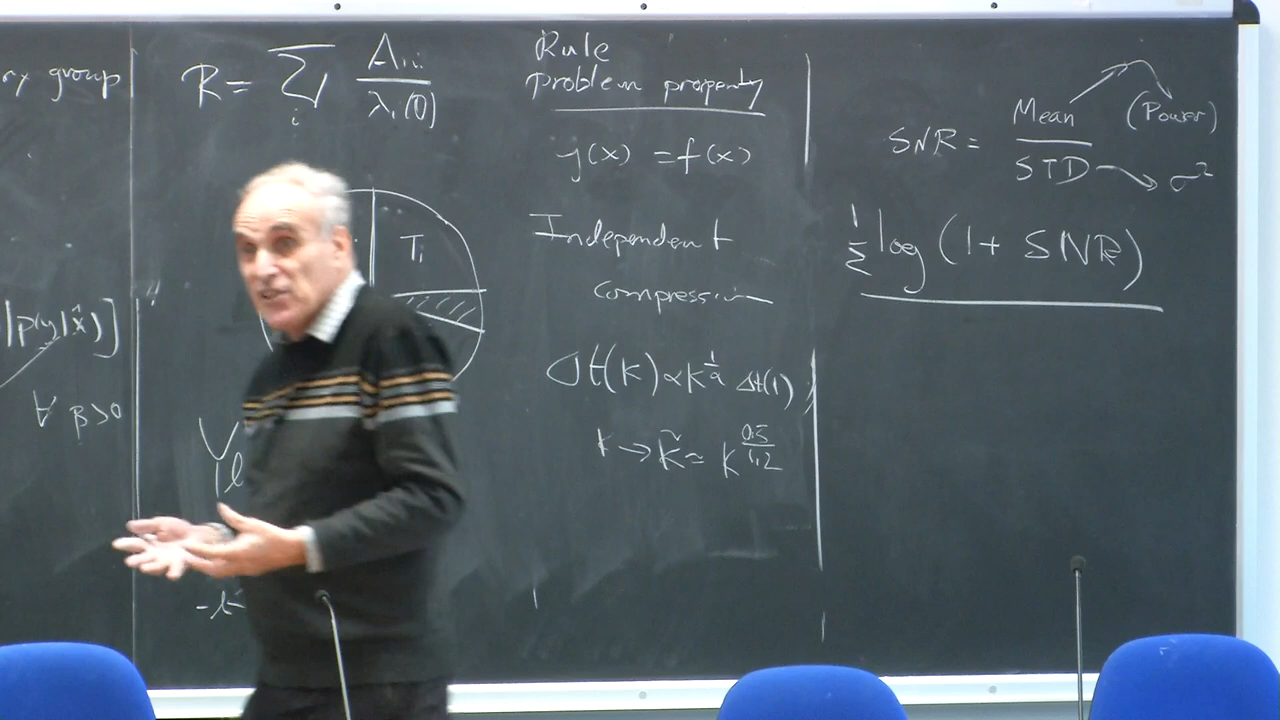 group
|p(y|x̂)]
∀ β>0
R = Σ_i A_i / λ_i(0)
T_i
Rule
problem property
y(x) = f(x)
Independent
compression
Δt(k) ∝ k^{1/α} Δt(1)
k → k̃ ≈ k^{0.5/1.2}
SNR = Mean / STD
(Power)
σ²
½ log (1 + SNR)